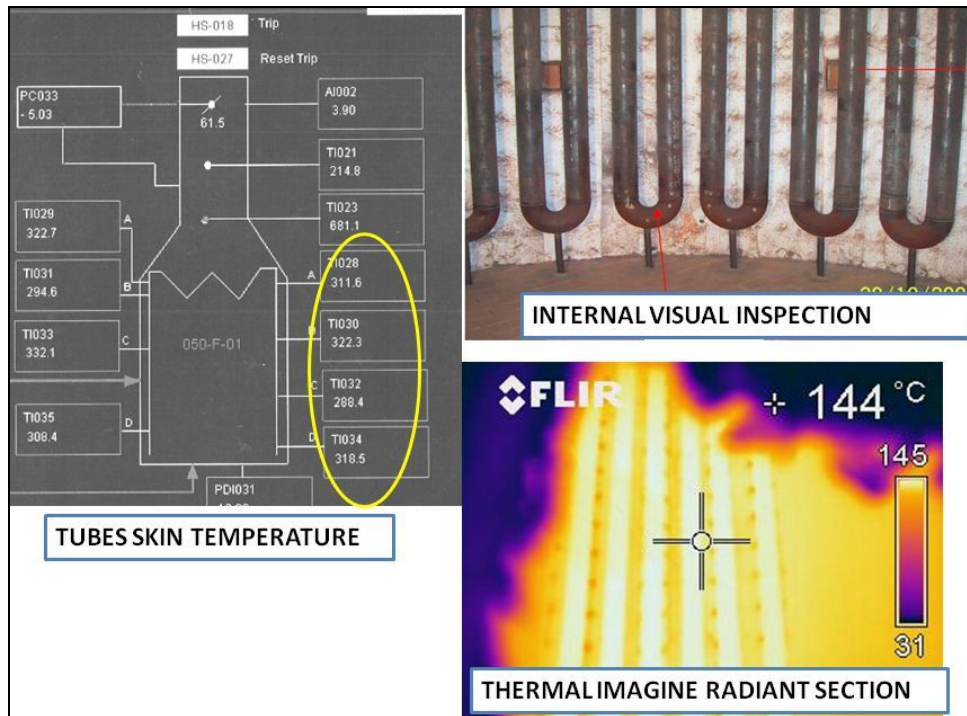 HS-018 Trip
HS-027 Reset Trip
PC033
- 5.03
61.5
AI002
3.90
TI021
214.8
TI023
681.1
TI029
322.7
A
TI031
294.6
B
TI033
332.1
C
TI035
308.4
D
050-F-01
A
TI028
311.6
TI030
322.3
C
TI032
288.4
D
TI034
318.5
PDI031
TUBES SKIN TEMPERATURE
INTERNAL VISUAL INSPECTION
FLIR
144 °C
145
31
THERMAL IMAGINE RADIANT SECTION